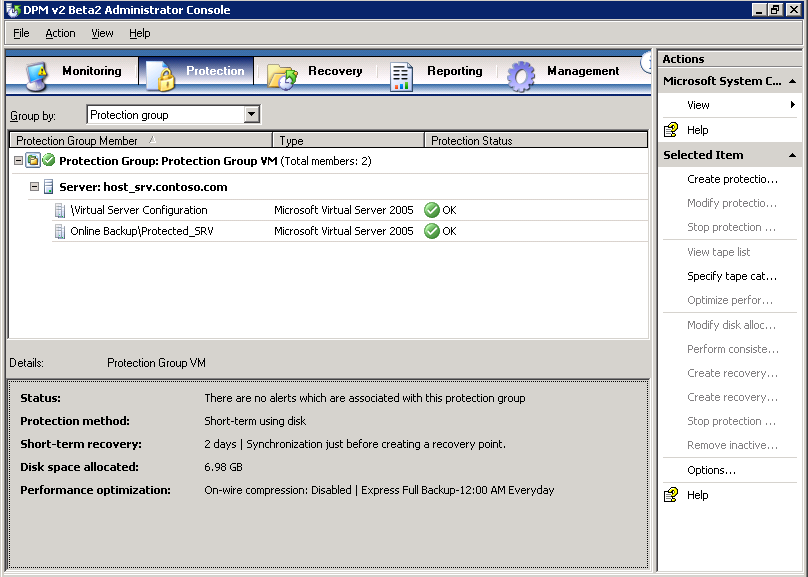 DPM v2 Beta2 Administrator Console
File Action View Help
Monitoring Protection Recovery Reporting Management
Group by: Protection group
Protection Group Member Type Protection Status
Protection Group: Protection Group VM (Total members: 2)
Server: host_srv.contoso.com
\Virtual Server Configuration Microsoft Virtual Server 2005 OK
Online Backup\Protected_SRV Microsoft Virtual Server 2005 OK
Details: Protection Group VM
Status: There are no alerts which are associated with this protection group
Protection method: Short-term using disk
Short-term recovery: 2 days | Synchronization just before creating a recovery point.
Disk space allocated: 6.98 GB
Performance optimization: On-wire compression: Disabled | Express Full Backup-12:00 AM Everyday
Actions
Microsoft System C...
View
Help
Selected Item
Create protectio...
Modify protectio...
Stop protection ...
View tape list
Specify tape cat...
Optimize perfor...
Modify disk alloc...
Perform consiste...
Create recovery...
Create recovery...
Stop protection ...
Remove inactive...
Options...
Help